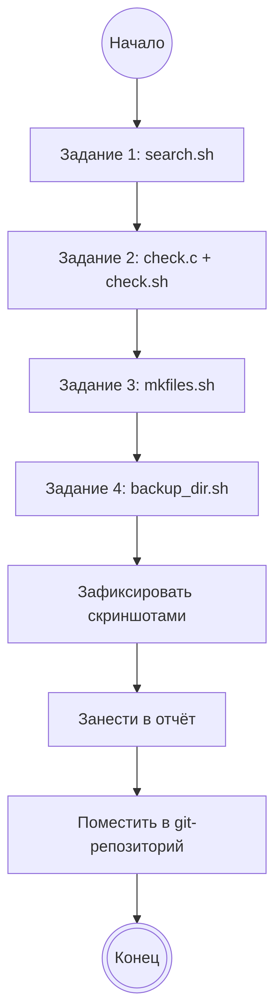 Начало
Задание 1: search.sh
Задание 2: check.c +
check.sh
Задание 3: mkfiles.sh
Задание 4: backup_dir.sh
Зафиксировать
скриншотами
Занести в отчёт
Поместить в git-
репозиторий
Конец